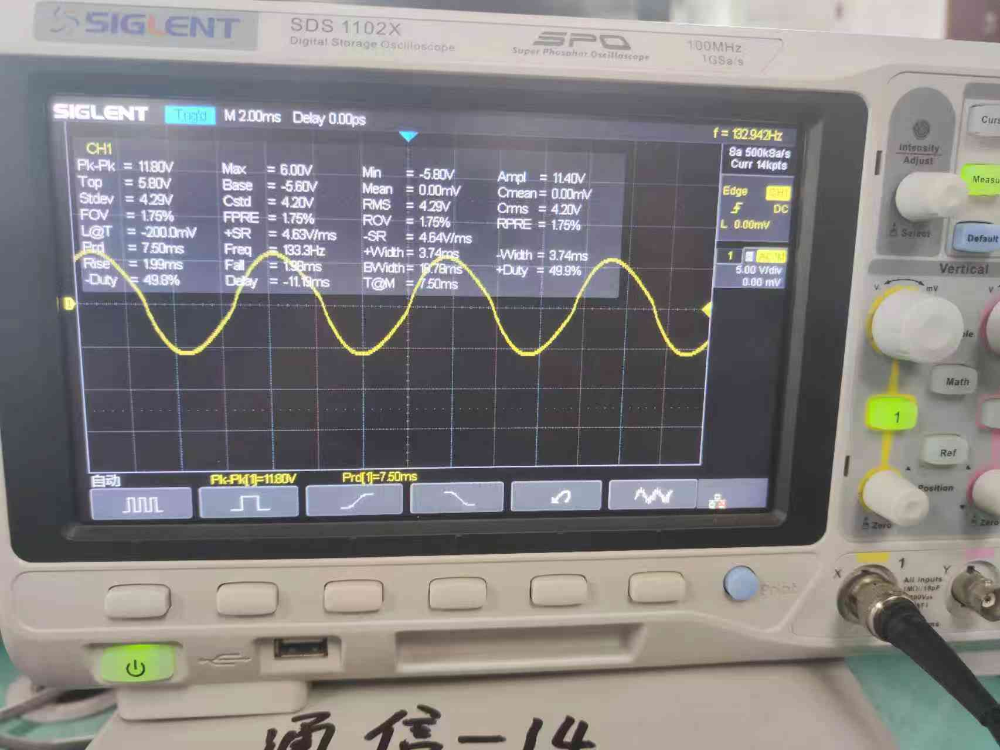 SIGLENT
SDS 1102X
Digital Storage Oscilloscope
SPO
Super Phosphor Oscilloscope
100MHz
1GSa/s
SIGLENT Trig'd M 2.00ms Delay 0.00ps
f = 132.942Hz
Sa 500kSa/s
Curr 14kpts
Edge CH1
DC
L 0.00mV
1
5.00 V/div
0.00 mV
CH1
Pk-Pk = 11.80V Max = 6.00V Min = -5.80V Ampl = 11.40V
Top = 5.80V Base = -5.60V Mean = 0.00mV Cmean = 0.00mV
Stdev = 4.29V Cstd = 4.20V RMS = 4.29V Crms = 4.20V
FOV = 1.75% FPRE = 1.75% ROV = 1.75% RPRE = 1.75%
L@T = -200.0mV +SR = 4.63V/ms -SR = 4.64V/ms
Prd = 7.50ms Freq = 133.3Hz +Width = 3.74ms -Width = 3.74ms
Rise = 1.99ms Fall = 1.98ms BWidth = 18.78ms +Duty = 49.9%
-Duty = 49.8% Delay = -11.19ms T@M = 7.50ms
1
自动 Pk-Pk[1]=11.80V Prd[1]=7.50ms
Intensity
Adjust
Select
Curs
Measu
Default
Vertical
V mV
V
1
Math
Ref
Position
Zero
Zero
Print
X 1 Y
All inputs
1MΩ//18pF
通信-14